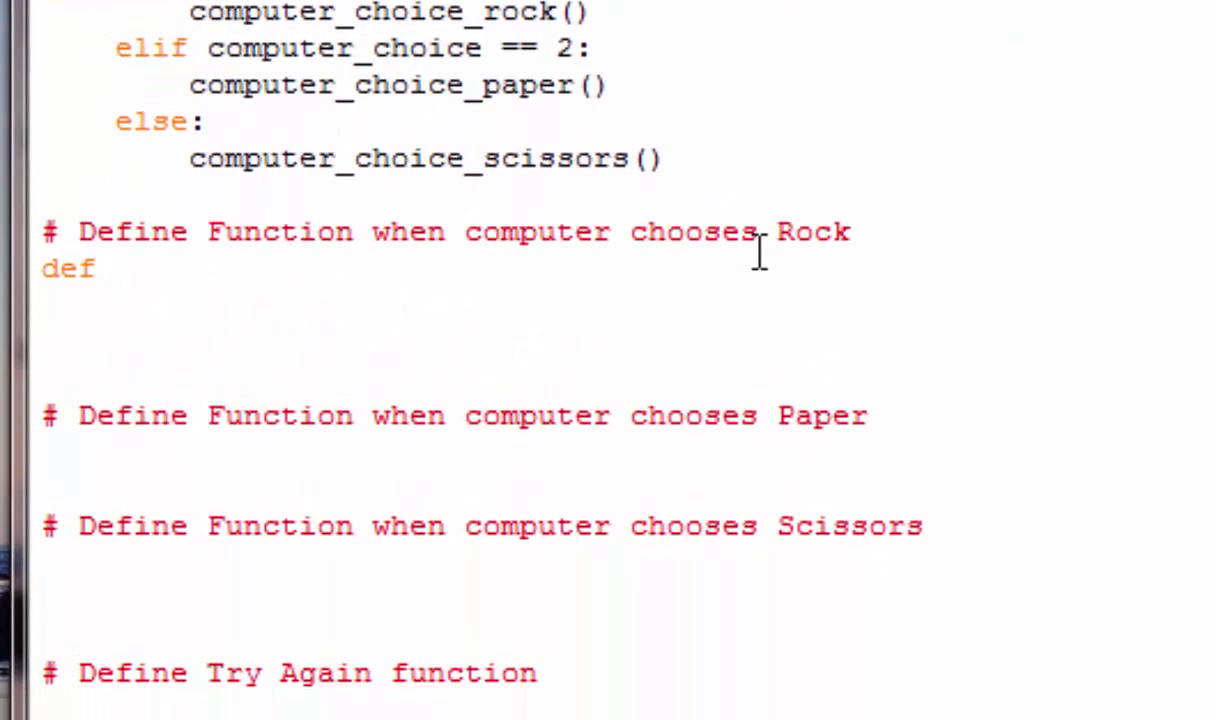 computer_choice_rock()
elif computer_choice == 2:
computer_choice_paper()
else:
computer_choice_scissors()
# Define Function when computer chooses Rock
def
# Define Function when computer chooses Paper
# Define Function when computer chooses Scissors
# Define Try Again function